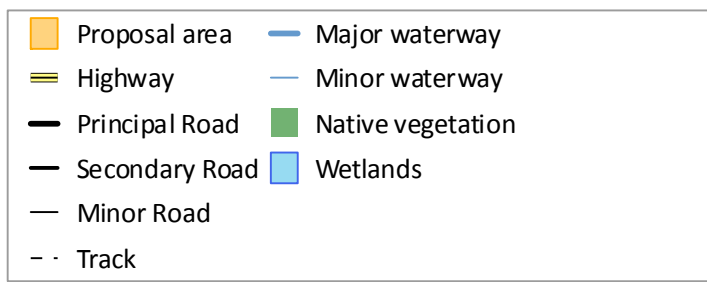 Proposal area
Highway
Principal Road
Secondary Road
Minor Road
Track
Major waterway
Minor waterway
Native vegetation
Wetlands